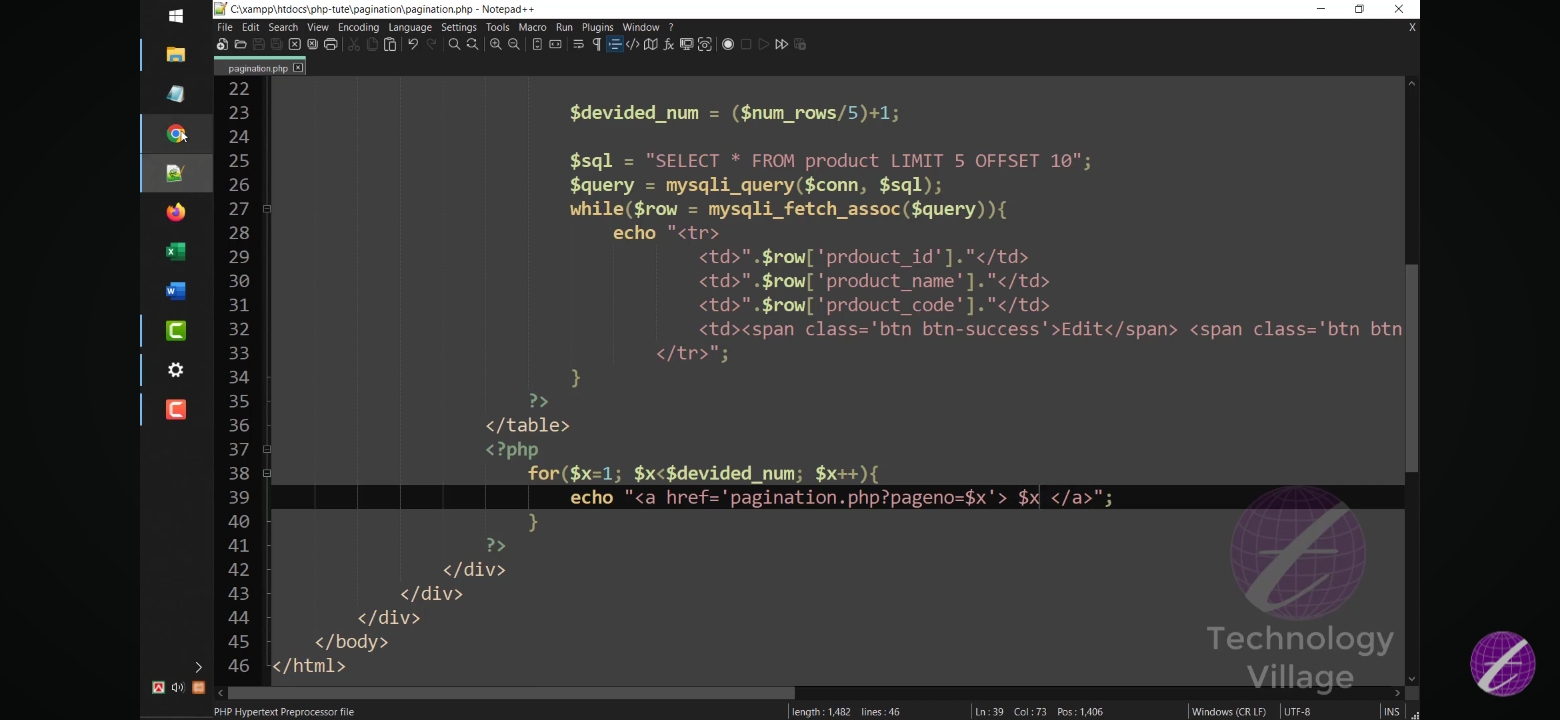 C:\xampp\htdocs\php-tute\pagination\pagination.php - Notepad++
File Edit Search View Encoding Language Settings Tools Macro Run Plugins Window ? X
pagination.php
22
23 $devided_num = ($num_rows/5)+1;
24
25 $sql = "SELECT * FROM product LIMIT 5 OFFSET 10";
26 $query = mysqli_query($conn, $sql);
27 while($row = mysqli_fetch_assoc($query)){
28 echo "<tr>
29 <td>".$row['prdouct_id']."</td>
30 <td>".$row['product_name']."</td>
31 <td>".$row['prdouct_code']."</td>
32 <td><span class='btn btn-success'>Edit</span> <span class='btn btn
33 </tr>";
34 }
35 ?>
36 </table>
37 <?php
38 for($x=1; $x<$devided_num; $x++){
39 echo "<a href='pagination.php?pageno=$x'> $x </a>";
40 }
41 ?>
42 </div>
43 </div>
44 </div>
45 </body>
46 </html>
Technology
Village
PHP Hypertext Preprocessor file length : 1,482 lines : 46 Ln : 39 Col : 73 Pos : 1,406 Windows (CR LF) UTF-8 INS